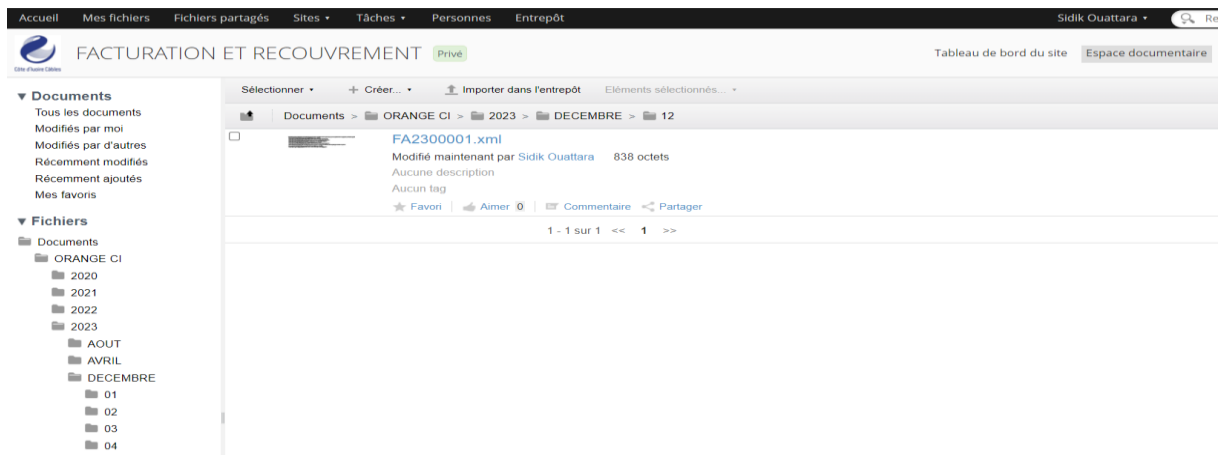 Accueil Mes fichiers Fichiers partagés Sites Tâches Personnes Entrepôt Sidik Ouattara Re
Côte d'Ivoire Câbles
FACTURATION ET RECOUVREMENT Privé Tableau de bord du site Espace documentaire
Documents
Tous les documents
Modifiés par moi
Modifiés par d'autres
Récemment modifiés
Récemment ajoutés
Mes favoris
Fichiers
Documents
ORANGE CI
2020
2021
2022
2023
AOUT
AVRIL
DECEMBRE
01
02
03
04
Sélectionner + Créer... Importer dans l'entrepôt Eléments sélectionnés...
Documents > ORANGE CI > 2023 > DECEMBRE > 12
FA2300001.xml
Modifié maintenant par Sidik Ouattara 838 octets
Aucune description
Aucun tag
Favori Aimer 0 Commentaire Partager
1 - 1 sur 1 << 1 >>